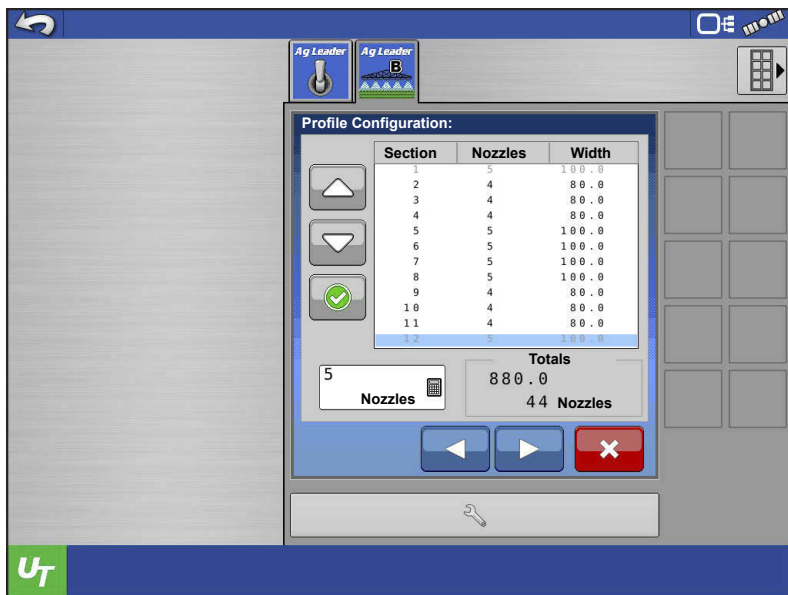 Ag Leader
Ag Leader
B
Profile Configuration:
Section Nozzles Width
1 5 100.0
2 4 80.0
3 4 80.0
4 4 80.0
5 5 100.0
6 5 100.0
7 5 100.0
8 5 100.0
9 4 80.0
10 4 80.0
11 4 80.0
12 5 100.0
5
Nozzles
Totals
880.0
44 Nozzles
UT